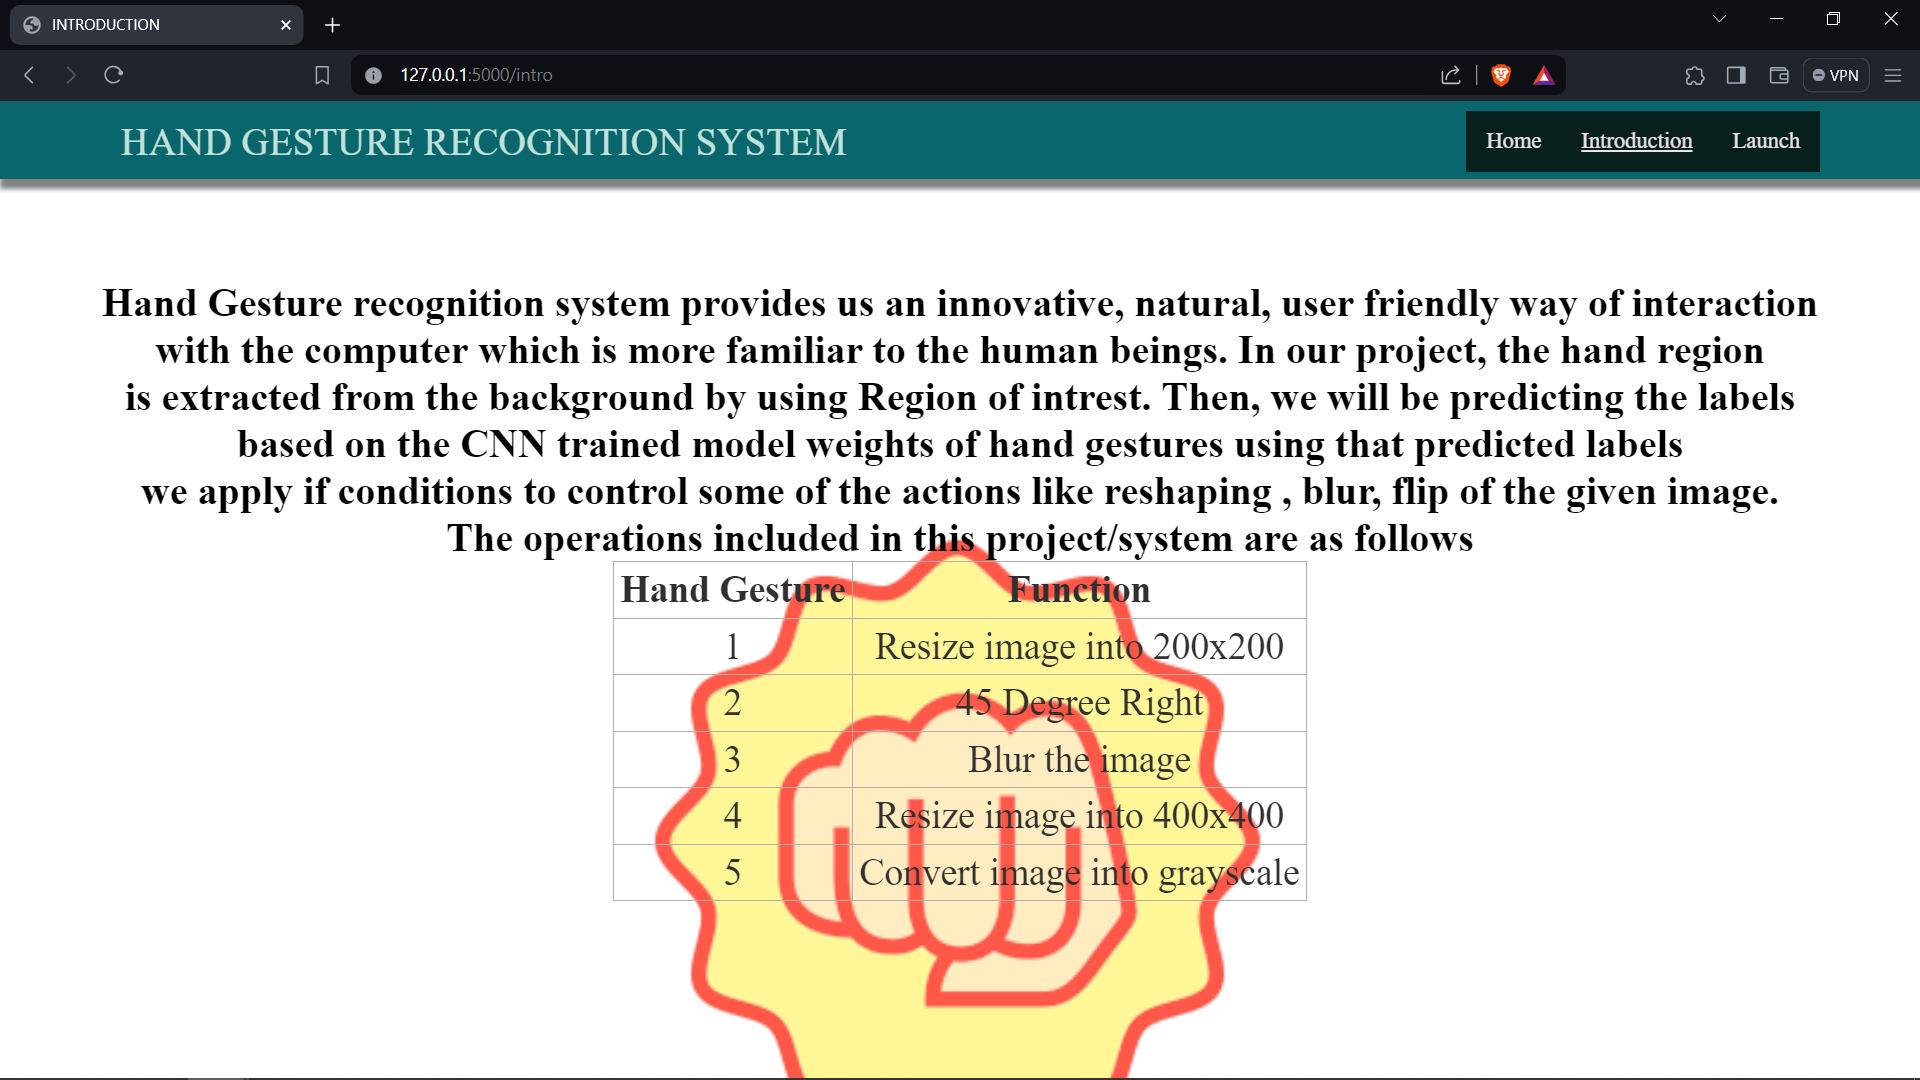 INTRODUCTION
127.0.0.1:5000/intro
VPN
HAND GESTURE RECOGNITION SYSTEM
Home Introduction Launch
Hand Gesture recognition system provides us an innovative, natural, user friendly way of interaction
with the computer which is more familiar to the human beings. In our project, the hand region
is extracted from the background by using Region of intrest. Then, we will be predicting the labels
based on the CNN trained model weights of hand gestures using that predicted labels
we apply if conditions to control some of the actions like reshaping , blur, flip of the given image.
The operations included in this project/system are as follows
Hand Gesture Function
1 Resize image into 200x200
2 45 Degree Right
3 Blur the image
4 Resize image into 400x400
5 Convert image into grayscale